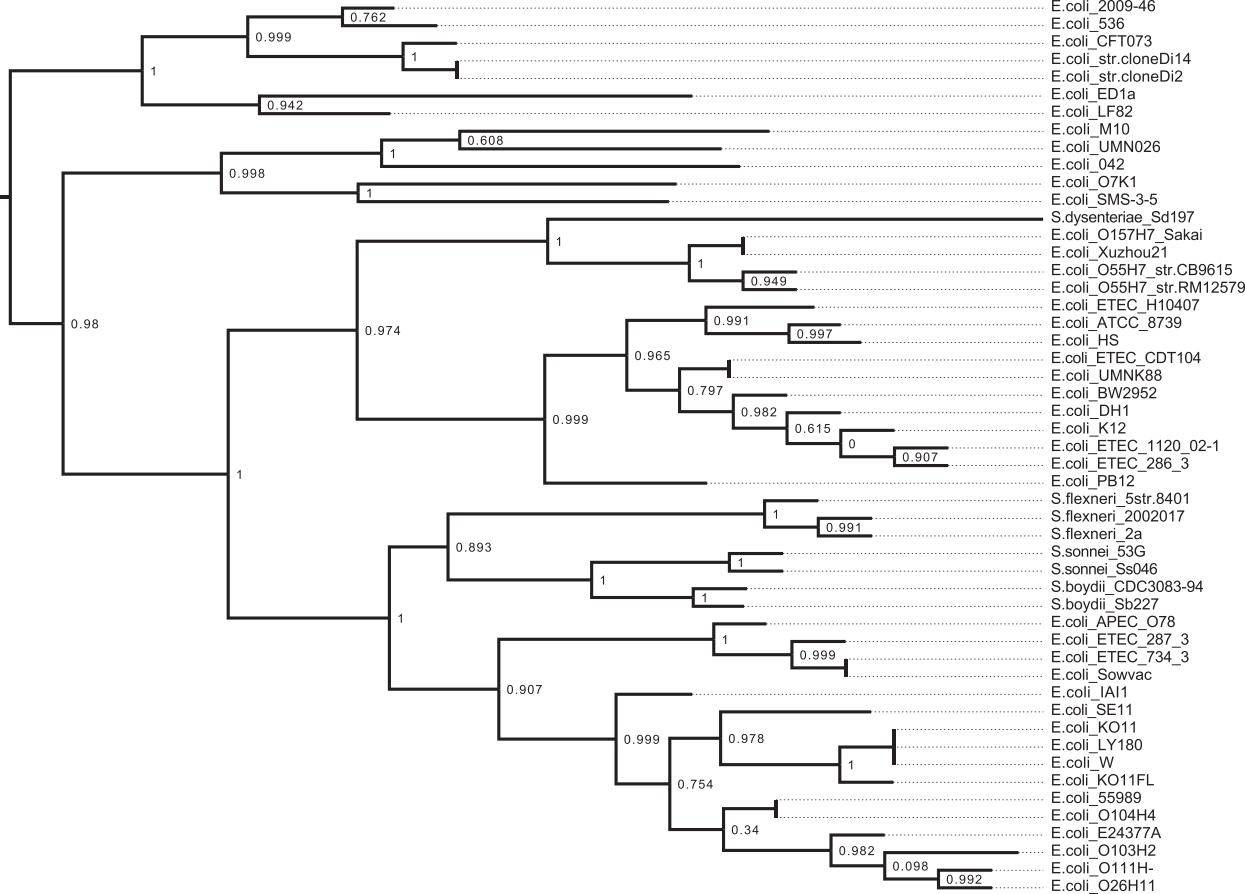 E.coli_2009-46
0.762
E.coli_536
0.999
E.coli_CFT073
1
E.coli_str.cloneDi14
1
E.coli_str.cloneDi2
E.coli_ED1a
0.942
E.coli_LF82
E.coli_M10
0.608
E.coli_UMN026
1
E.coli_042
0.998
E.coli_O7K1
1
E.coli_SMS-3-5
S.dysenteriae_Sd197
E.coli_O157H7_Sakai
1
E.coli_Xuzhou21
1
E.coli_O55H7_str.CB9615
0.949
E.coli_O55H7_str.RM12579
E.coli_ETEC_H10407
0.991
E.coli_ATCC_8739
0.98
0.974
0.997
E.coli_HS
0.965
E.coli_ETEC_CDT104
E.coli_UMNK88
0.797
E.coli_BW2952
0.982
E.coli_DH1
0.999
0.615
E.coli_K12
0
E.coli_ETEC_1120_02-1
0.907
E.coli_ETEC_286_3
1
E.coli_PB12
S.flexneri_5str.8401
1
S.flexneri_2002017
0.991
S.flexneri_2a
0.893
S.sonnei_53G
1
S.sonnei_Ss046
1
S.boydii_CDC3083-94
1
S.boydii_Sb227
1
E.coli_APEC_O78
1
E.coli_ETEC_287_3
0.999
E.coli_ETEC_734_3
E.coli_Sowvac
0.907
E.coli_IAI1
E.coli_SE11
E.coli_KO11
0.999
0.978
E.coli_LY180
E.coli_W
1
E.coli_KO11FL
0.754
E.coli_55989
E.coli_O104H4
0.34
E.coli_E24377A
0.982
E.coli_O103H2
0.098
E.coli_O111H-
0.992
E.coli_O26H11